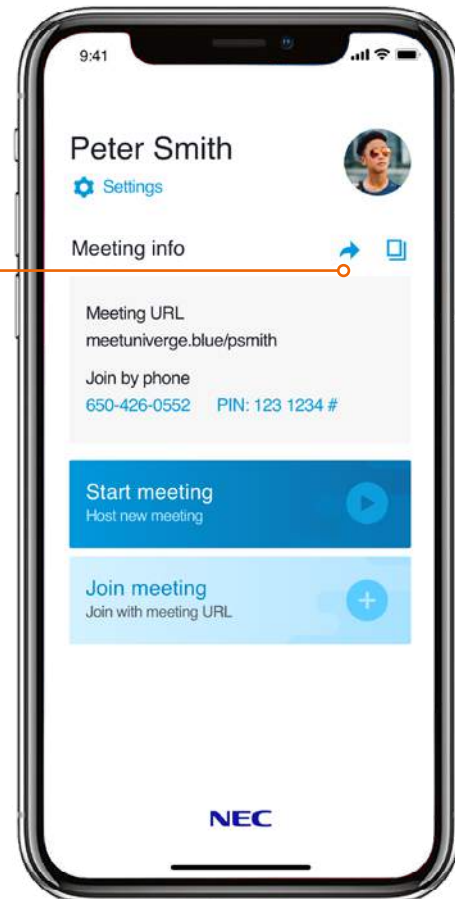 9:41
Peter Smith
Settings
Meeting info
Meeting URL
meetuniverge.blue/psmith
Join by phone
650-426-0552 PIN: 123 1234 #
Start meeting
Host new meeting
Join meeting
Join with meeting URL
NEC